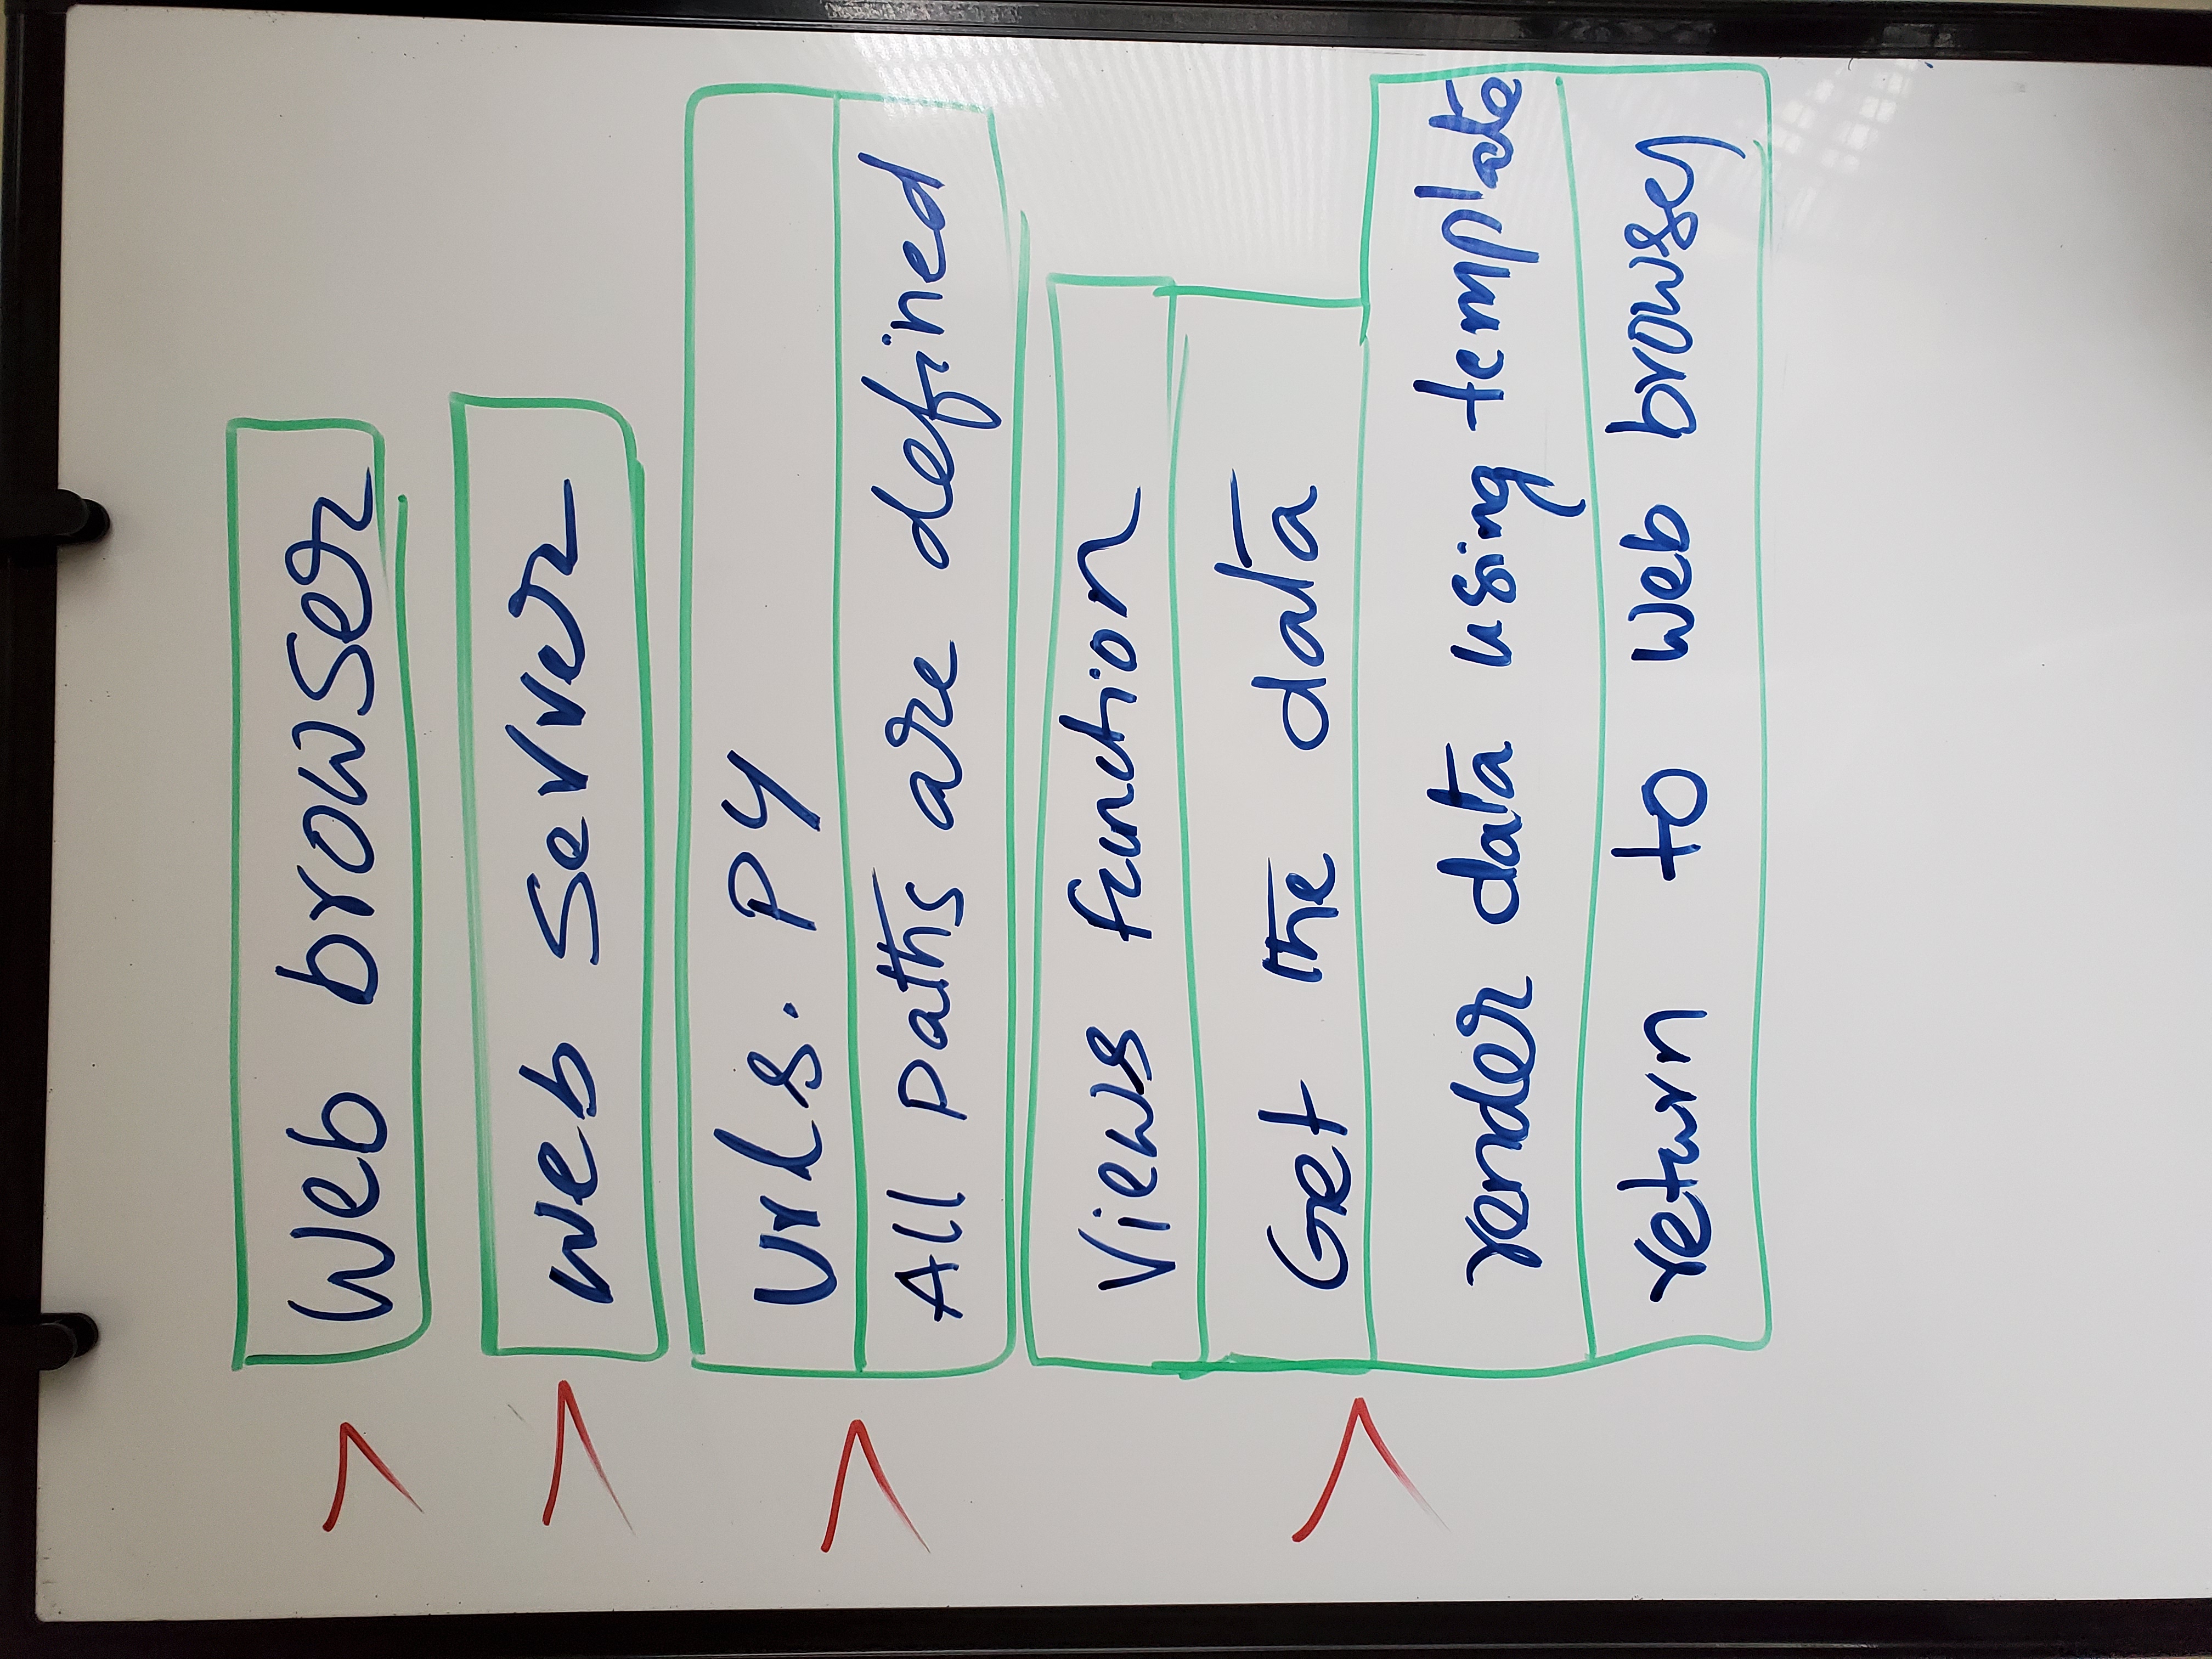 Web browser
Web Server
Urls. PY
All paths are defined
Views function
Get the data
render data using template
return to web browser